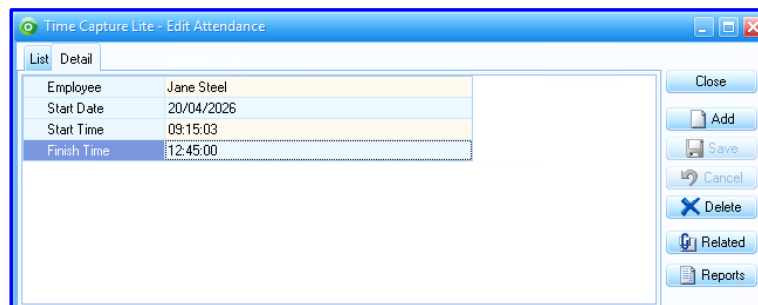 Time Capture Lite - Edit Attendance
List Detail
Close
Employee Jane Steel
Start Date 20/04/2026
Add
Start Time 09:15:03
Save
Finish Time 12:45:00
Cancel
Delete
Related
Reports